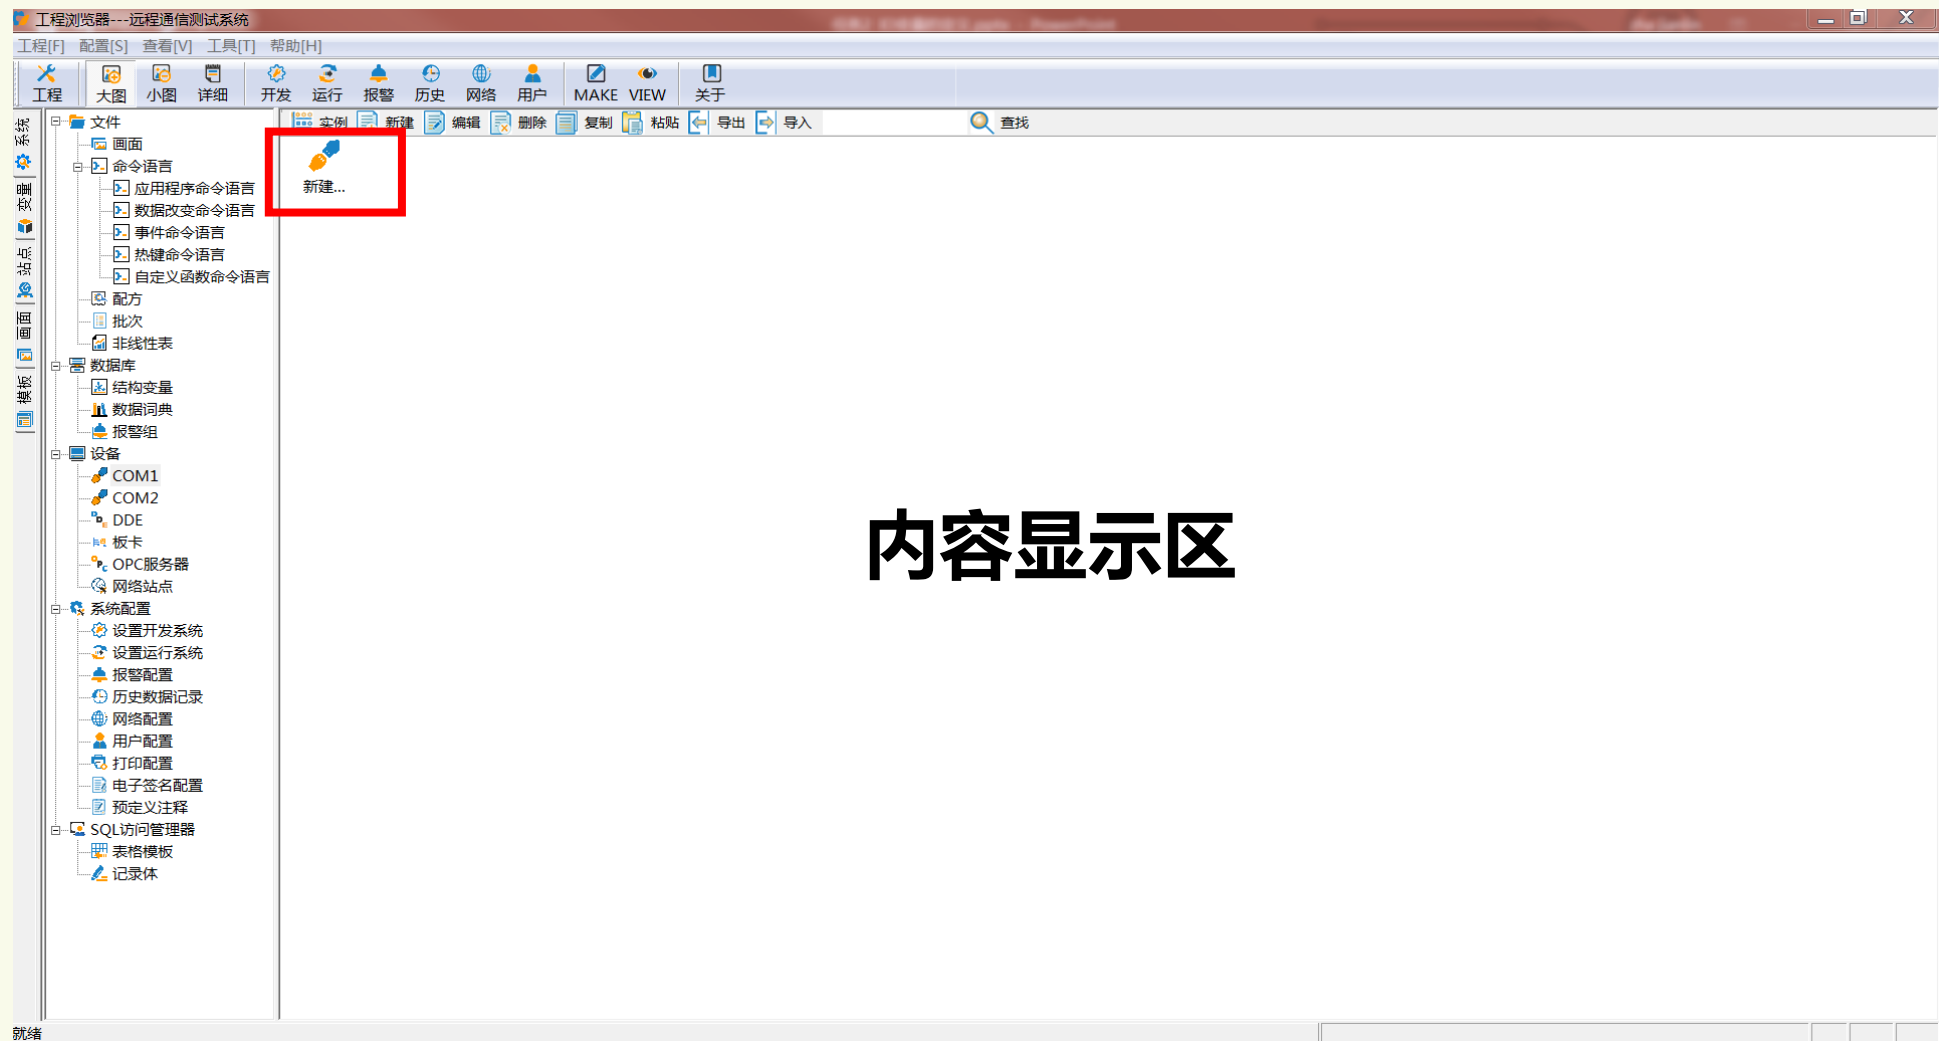 工程浏览器---远程通信测试系统
工程[F] 配置[S] 查看[V] 工具[T] 帮助[H]
工程 大图 小图 详细 开发 运行 报警 历史 网络 用户 MAKE VIEW 关于
实例 新建 编辑 删除 复制 粘贴 导出 导入 查找
系统
变量
站点
画面
模板
文件
画面
命令语言
应用程序命令语言
数据改变命令语言
事件命令语言
热键命令语言
自定义函数命令语言
配方
批次
非线性表
数据库
结构变量
数据词典
报警组
设备
COM1
COM2
DDE
板卡
OPC服务器
网络站点
系统配置
设置开发系统
设置运行系统
报警配置
历史数据记录
网络配置
用户配置
打印配置
电子签名配置
预定义注释
SQL访问管理器
表格模板
记录体
新建...
内容显示区
就绪